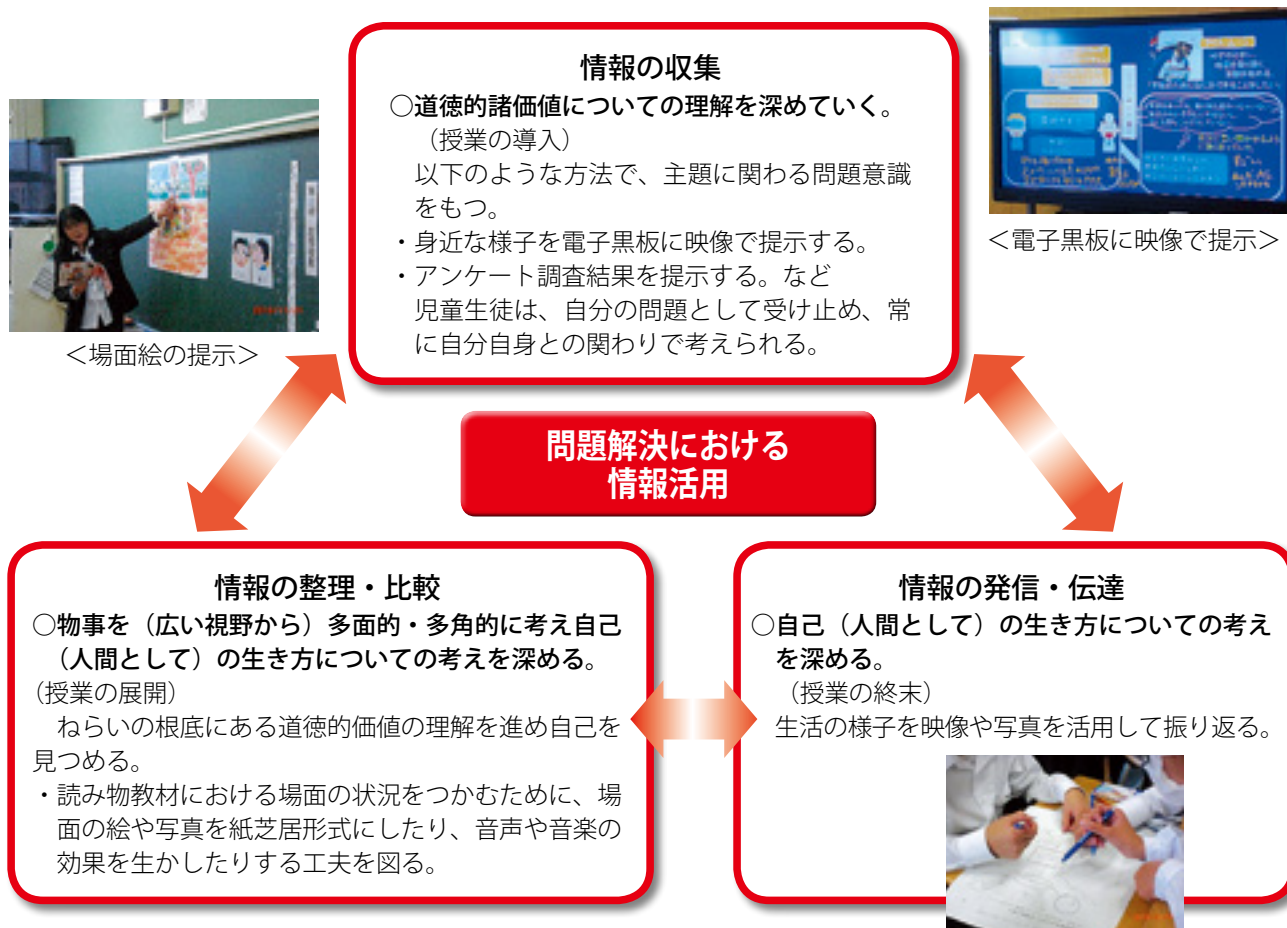 情報の収集
○道徳的諸価値についての理解を深めていく。
（授業の導入）
以下のような方法で、主題に関わる問題意識
をもつ。
・身近な様子を電子黒板に映像で提示する。
・アンケート調査結果を提示する。など
児童生徒は、自分の問題として受け止め、常
に自分自身との関わりで考えられる。
＜場面絵の提示＞
＜電子黒板に映像で提示＞
問題解決における
情報活用
情報の整理・比較
○物事を（広い視野から）多面的・多角的に考え自己
（人間として）の生き方についての考えを深める。
（授業の展開）
ねらいの根底にある道徳的価値の理解を進め自己を
見つめる。
・読み物教材における場面の状況をつかむために、場
面の絵や写真を紙芝居形式にしたり、音声や音楽の
効果を生かしたりする工夫を図る。
情報の発信・伝達
○自己（人間として）の生き方についての考え
を深める。
（授業の終末）
生活の様子を映像や写真を活用して振り返る。